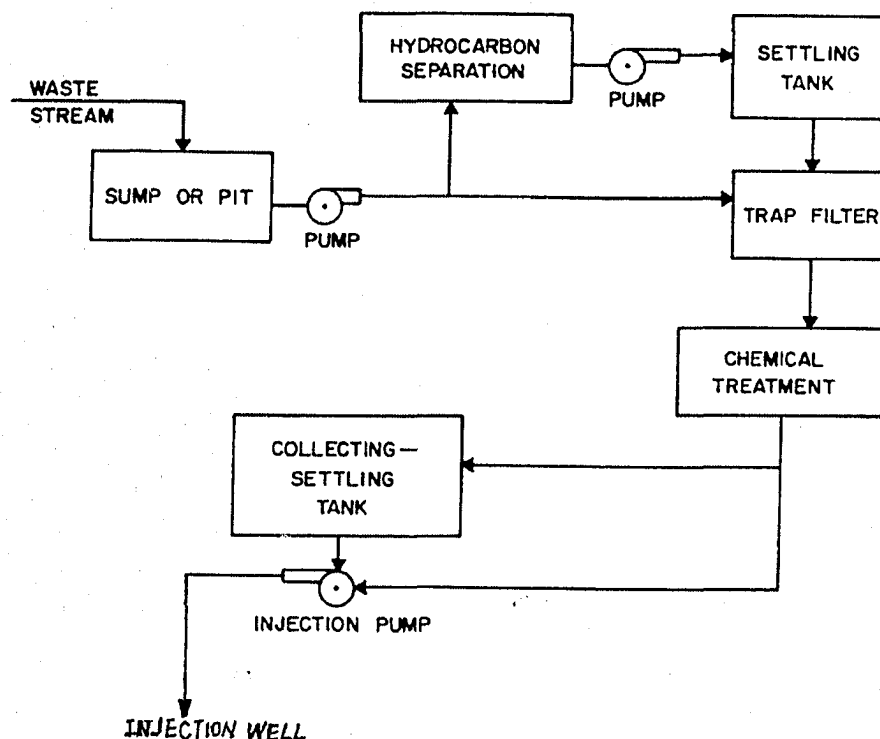 WASTE
STREAM
SUMP OR PIT
PUMP
HYDROCARBON
SEPARATION
PUMP
SETTLING
TANK
TRAP FILTER
CHEMICAL
TREATMENT
COLLECTING—
SETTLING
TANK
INJECTION PUMP
INJECTION WELL